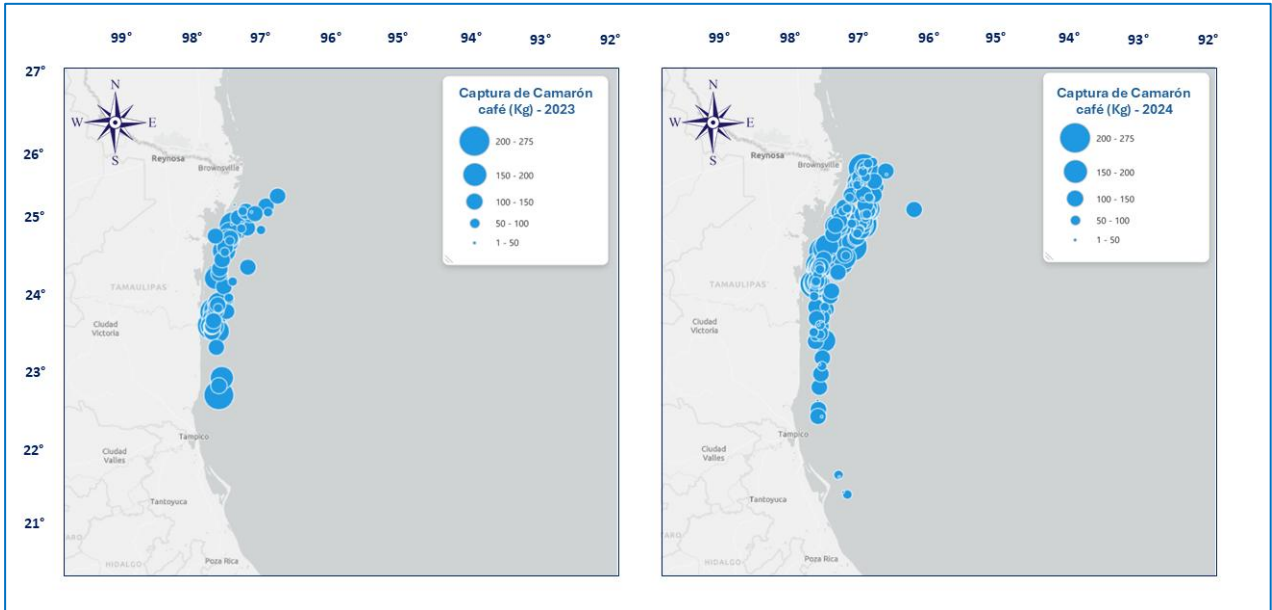 99° 98° 97° 96° 95° 94° 93° 92°
99° 98° 97° 96° 95° 94° 93° 92°
27°
26°
25°
24°
23°
22°
21°
N
W E
S
Reynosa
Brownsville
TAMAULIPAS
Ciudad
Victoria
Tampico
Ciudad
Valles
Tantoyuca
ARO
HIDALGO
Poza Rica
Captura de Camarón
café (Kg) - 2023
200 - 275
150 - 200
100 - 150
50 - 100
1 - 50
N
W E
S
Reynosa
Brownsville
TAMAULIPAS
Ciudad
Victoria
Tampico
Ciudad
Valles
Tantoyuca
ARO
HIDALGO
Poza Rica
Captura de Camarón
café (Kg) - 2024
200 - 275
150 - 200
100 - 150
50 - 100
1 - 50